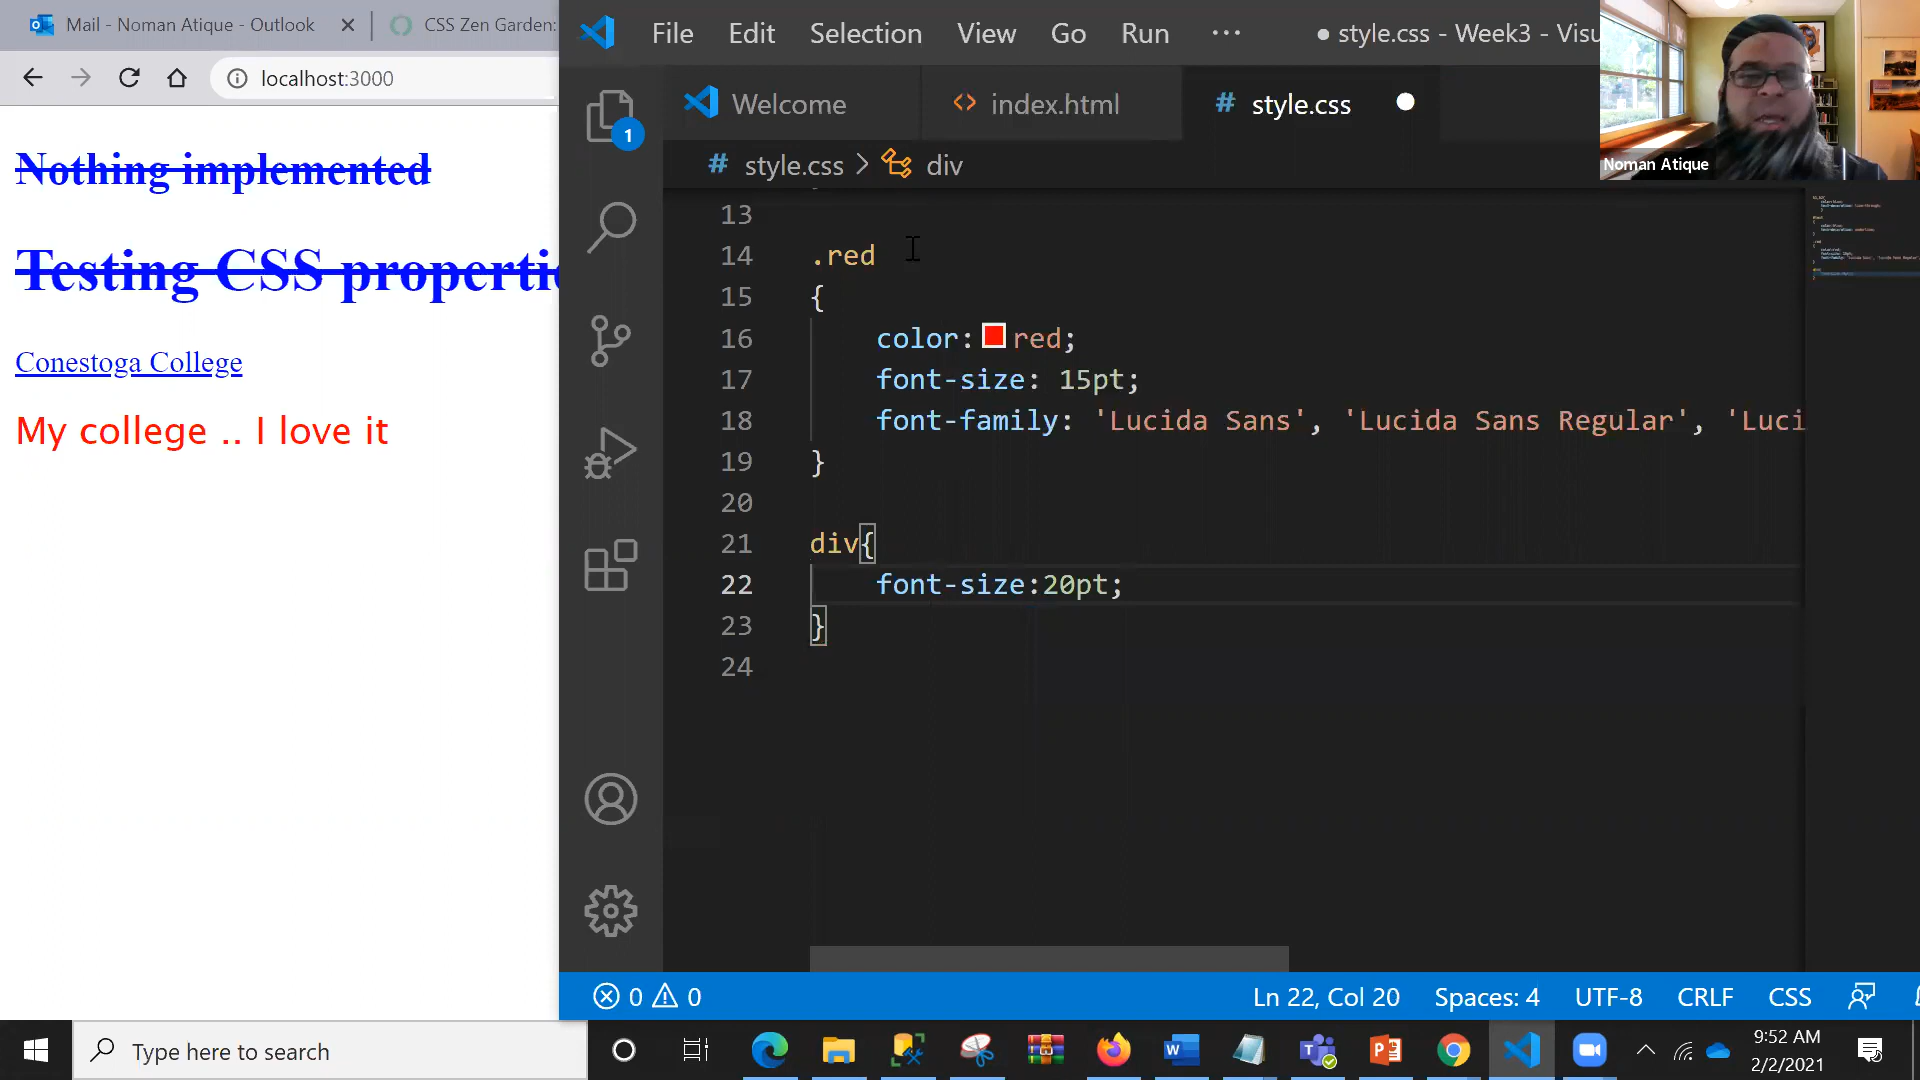 Mail - Noman Atique - Outlook
CSS Zen Garden:
localhost:3000
Nothing implemented
Testing CSS properti
Conestoga College
My college .. I love it
File Edit Selection View Go Run ···
● style.css - Week3 - Visu
Welcome
index.html
# style.css ●
# style.css > div
1
13
14 .red
15 {
16 color: red;
17 font-size: 15pt;
18 font-family: 'Lucida Sans', 'Lucida Sans Regular', 'Luci
19 }
20
21 div{
22 font-size:20pt;
23 }
24
Noman Atique
0 0
Ln 22, Col 20 Spaces: 4 UTF-8 CRLF CSS
Type here to search
9:52 AM
2/2/2021